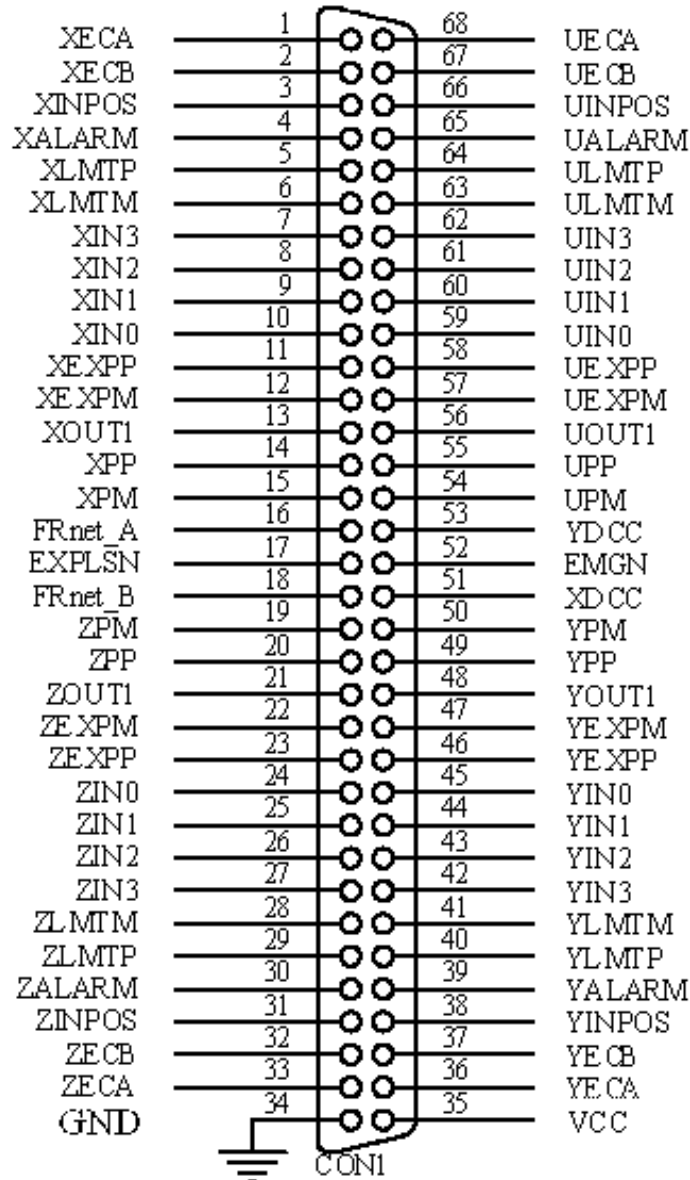 XECA 1 68 UECA
XECB 2 67 UECB
XINPOS 3 66 UINPOS
XALARM 4 65 UALARM
XLMTP 5 64 ULMTP
XLMTM 6 63 ULMTM
XIN3 7 62 UIN3
XIN2 8 61 UIN2
XIN1 9 60 UIN1
XIN0 10 59 UIN0
XEXPP 11 58 UEXPP
XEXPM 12 57 UEXPM
XOUT1 13 56 UOUT1
XPP 14 55 UPP
XPM 15 54 UPM
FRnet_A 16 53 YDCC
EXPLSN 17 52 EMGN
FRnet_B 18 51 XDCC
ZPM 19 50 YPM
ZPP 20 49 YPP
ZOUT1 21 48 YOUT1
ZEXPM 22 47 YEXPM
ZEXPP 23 46 YEXPP
ZIN0 24 45 YIN0
ZIN1 25 44 YIN1
ZIN2 26 43 YIN2
ZIN3 27 42 YIN3
ZLMTM 28 41 YLMTM
ZLMTP 29 40 YLMTP
ZALARM 30 39 YALARM
ZINPOS 31 38 YINPOS
ZECB 32 37 YECB
ZECA 33 36 YECA
GND 34 35 VCC
CON1